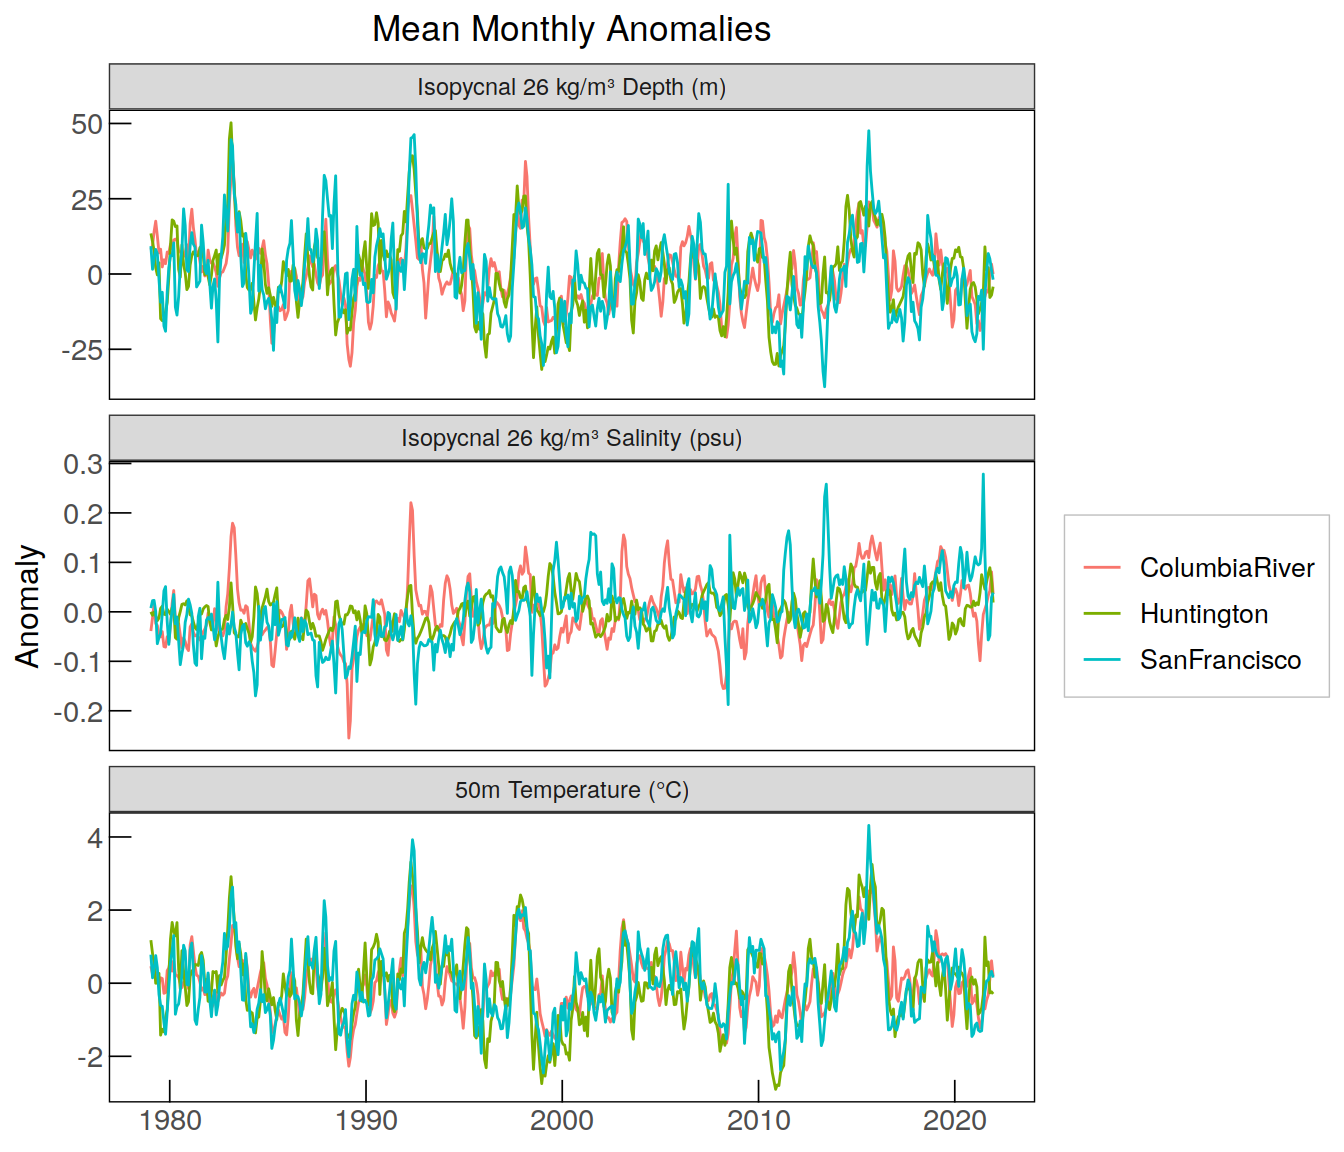 Mean Monthly Anomalies
Isopycnal 26 kg/m³ Depth (m)
50
25
0
-25
Isopycnal 26 kg/m³ Salinity (psu)
0.3
0.2
0.1
0.0
-0.1
-0.2
Anomaly
ColumbiaRiver
Huntington
SanFrancisco
50m Temperature (°C)
4
2
0
-2
1980 1990 2000 2010 2020